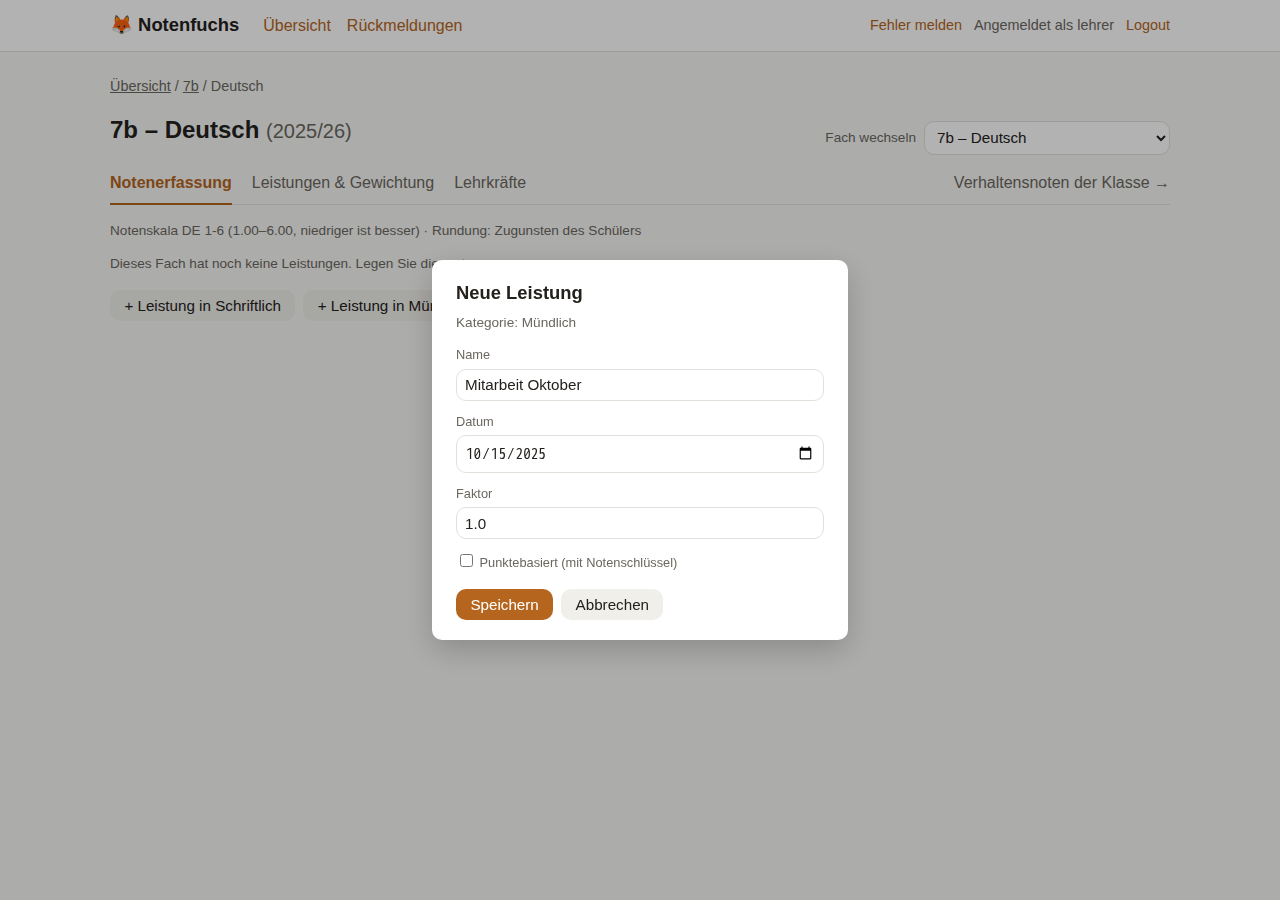 🦊 Notenfuchs Übersicht Rückmeldungen Fehler melden Angemeldet als lehrer Logout
Übersicht / 7b / Deutsch
7b – Deutsch (2025/26) Fach wechseln 7b – Deutsch
Notenerfassung Leistungen & Gewichtung Lehrkräfte Verhaltensnoten der Klasse →
Notenskala DE 1-6 (1.00–6.00, niedriger ist besser) · Rundung: Zugunsten des Schülers
Dieses Fach hat noch keine Leistungen. Legen Sie
+ Leistung in Schriftlich + Leistung in
Neue Leistung
Kategorie: Mündlich
Name
Mitarbeit Oktober
Datum
10/15/2025
Faktor
1.0
Punktebasiert (mit Notenschlüssel)
Speichern Abbrechen